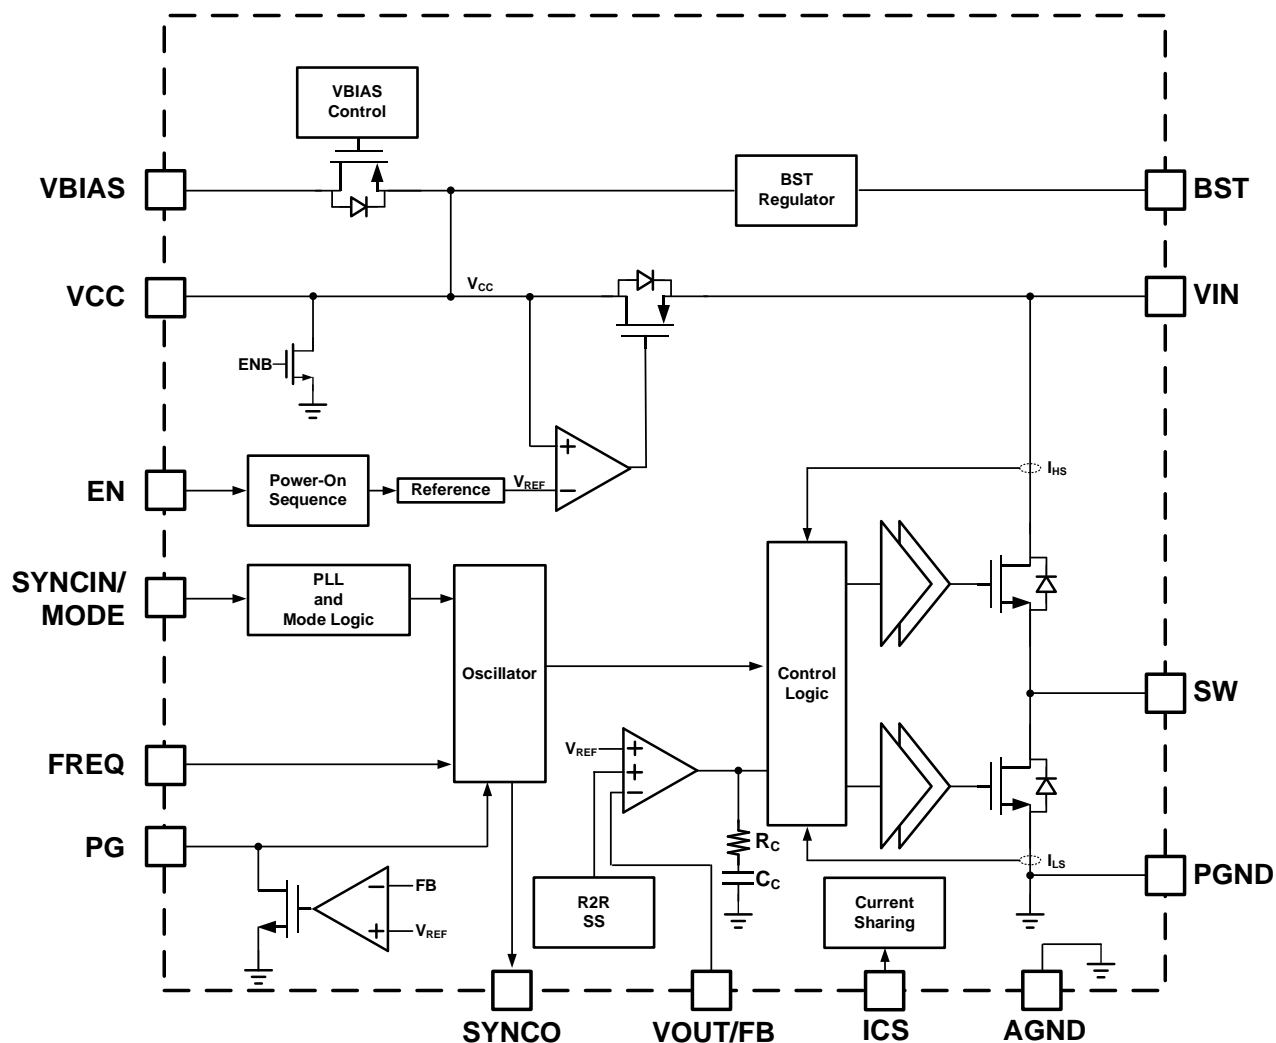 VBIAS
Control
VBIAS
BST
Regulator
BST
VCC
VCC
VIN
ENB
EN
Power-On
Sequence
Reference
VREF
IHS
SYNCIN/
MODE
PLL
and
Mode Logic
Oscillator
Control
Logic
SW
FREQ
VREF
PG
RC
CC
ILS
PGND
FB
VREF
R2R
SS
Current
Sharing
SYNCO
VOUT/FB
ICS
AGND